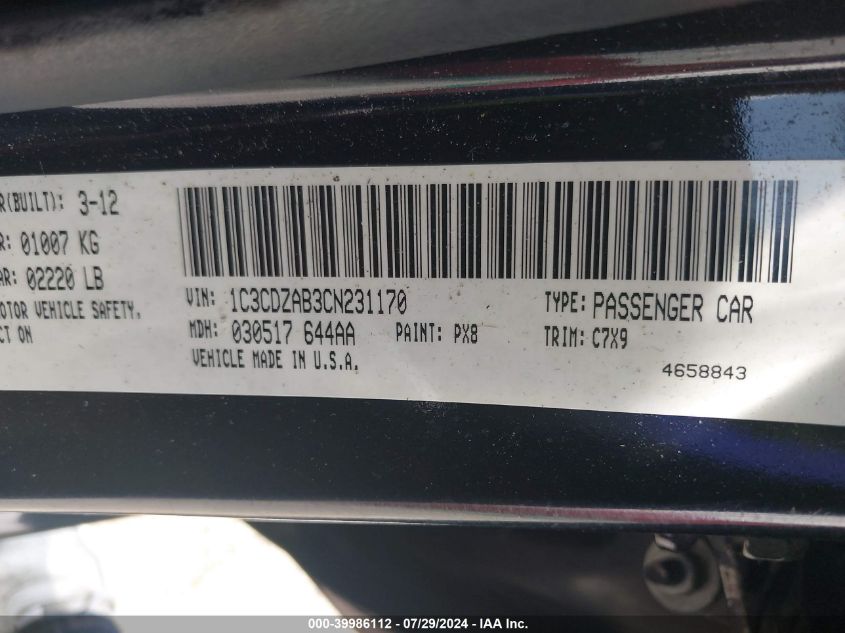 R(BUILT): 3-12
R: 01007 KG
AR: 02220 LB
OTOR VEHICLE SAFETY,
CT ON
VIN: 1C3CDZAB3CN231170 TYPE: PASSENGER CAR
MDH: 030517 644AA PAINT: PX8 TRIM: C7X9
VEHICLE MADE IN U.S.A.
4658843
000-39986112 - 07/29/2024 - IAA Inc.